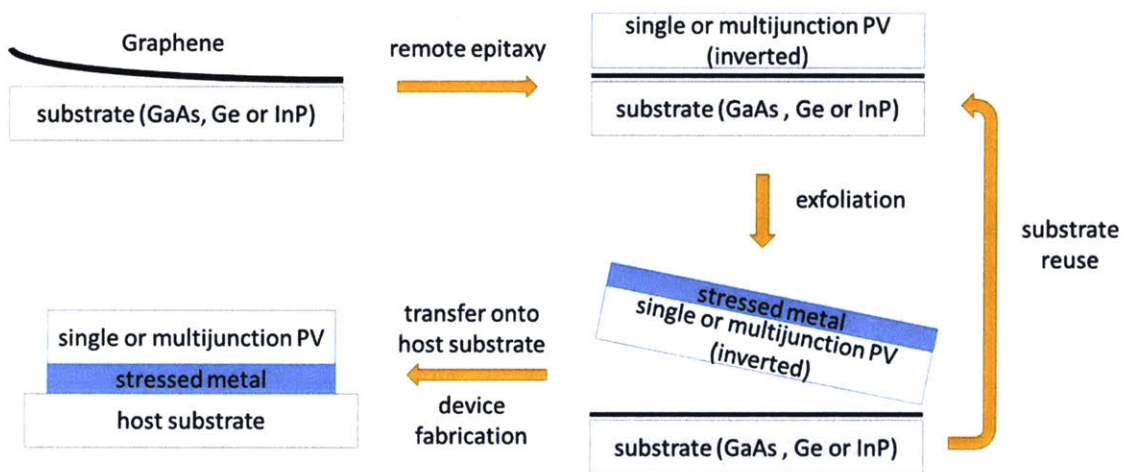 Graphene
substrate (GaAs, Ge or InP)
remote epitaxy
single or multijunction PV
(inverted)
substrate (GaAs , Ge or InP)
exfoliation
substrate
reuse
stressed metal
single or multijunction PV
(inverted)
substrate (GaAs , Ge or InP)
transfer onto
host substrate
device
fabrication
single or multijunction PV
stressed metal
host substrate